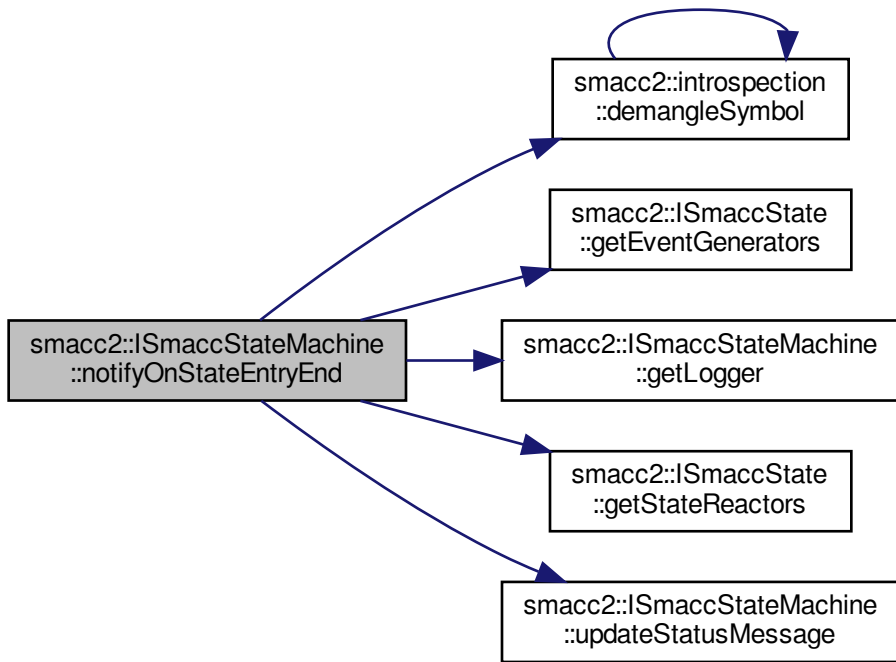 smacc2::introspection
::demangleSymbol
smacc2::ISmaccState
::getEventGenerators
smacc2::ISmaccStateMachine
::notifyOnStateEntryEnd
smacc2::ISmaccStateMachine
::getLogger
smacc2::ISmaccState
::getStateReactors
smacc2::ISmaccStateMachine
::updateStatusMessage